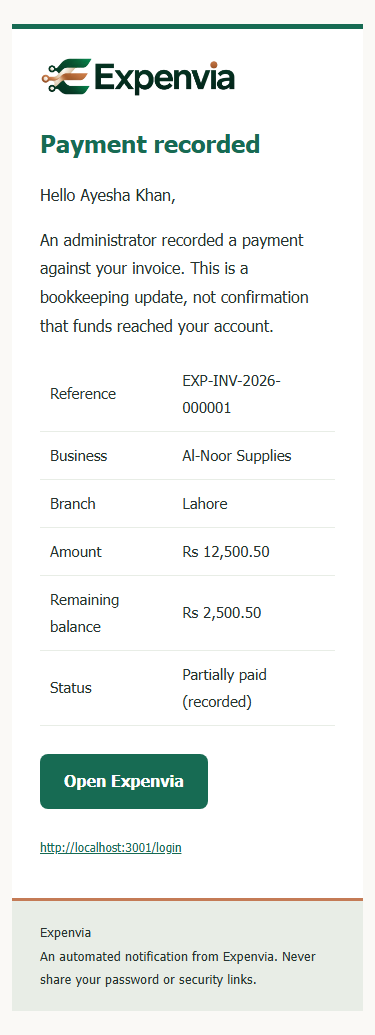 Expenvia
Payment recorded
Hello Ayesha Khan,
An administrator recorded a payment
against your invoice. This is a
bookkeeping update, not confirmation
that funds reached your account.
Reference EXP-INV-2026-
000001
Business Al-Noor Supplies
Branch Lahore
Amount Rs 12,500.50
Remaining
balance Rs 2,500.50
Status Partially paid
(recorded)
Open Expenvia
http://localhost:3001/login
Expenvia
An automated notification from Expenvia. Never
share your password or security links.